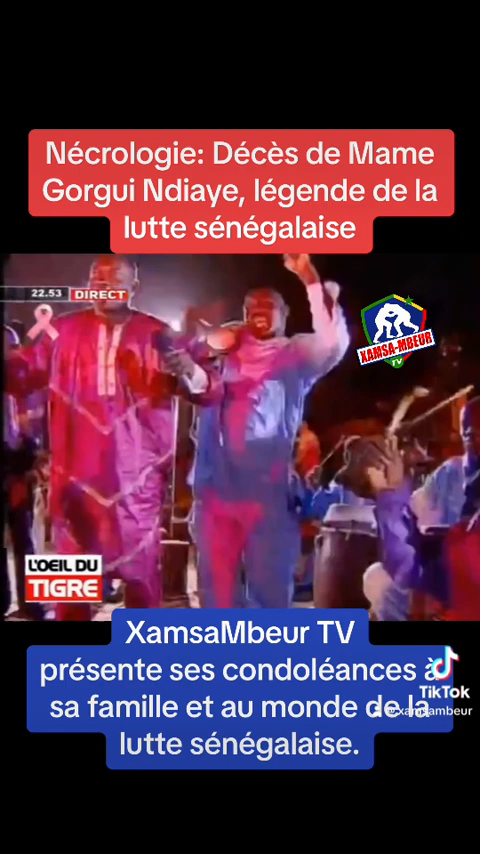 Nécrologie: Décès de Mame
Gorgui Ndiaye, légende de la
lutte sénégalaise
22.53 DIRECT
XAMSA-MBEUR
TV
L'OEIL DU
TIGRE
XamsaMbeur TV
présente ses condoléances à
sa famille et au monde de la
lutte sénégalaise.
TikTok
@xamsambeur